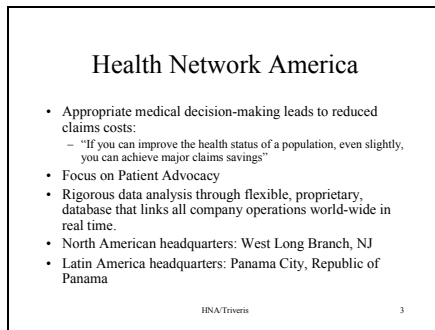 Health Network America
• Appropriate medical decision-making leads to reduced
claims costs:
– “If you can improve the health status of a population, even slightly,
you can achieve major claims savings”
• Focus on Patient Advocacy
• Rigorous data analysis through flexible, proprietary,
database that links all company operations world-wide in
real time.
• North American headquarters: West Long Branch, NJ
• Latin America headquarters: Panama City, Republic of
Panama
HNA/Triveris 3